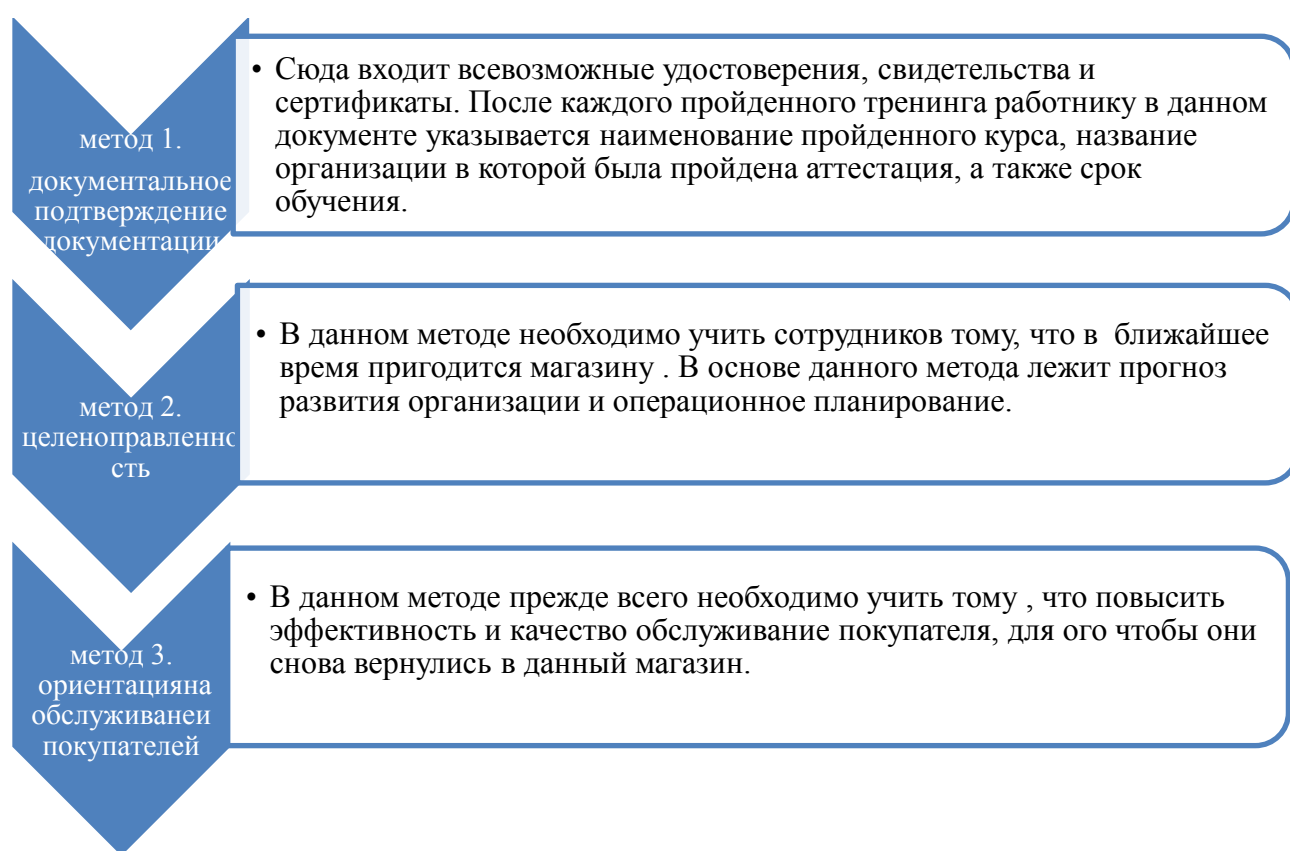 метод 1.
документальное
подтверждение
документации
• Сюда входит всевозможные удостоверения, свидетельства и
сертификаты. После каждого пройденного тренинга работнику в данном
документе указывается наименование пройденного курса, название
организации в которой была пройдена аттестация, а также срок
обучения.
метод 2.
целеноправленно
сть
• В данном методе необходимо учить сотрудников тому, что в  ближайшее
время пригодится магазину . В основе данного метода лежит прогноз
развития организации и операционное планирование.
метод 3.
ориентацияна
обслуживанеи
покупателей
• В данном методе прежде всего необходимо учить тому , что повысить
эффективность и качество обслуживание покупателя, для ого чтобы они
снова вернулись в данный магазин.